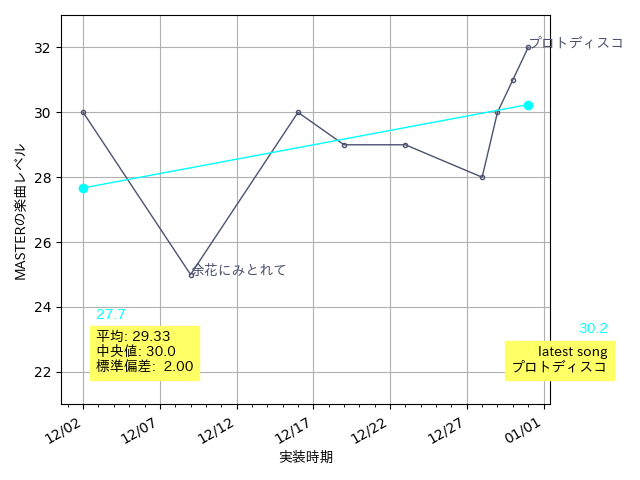 32
30
28
26
24
22
MASTERの楽曲レベル
プロトディスコ
余花にみとれて
27.7
平均: 29.33
中央値: 30.0
標準偏差: 2.00
30.2
latest song
プロトディスコ
12/02
12/07
12/12
12/17
12/22
12/27
01/01
実装時期